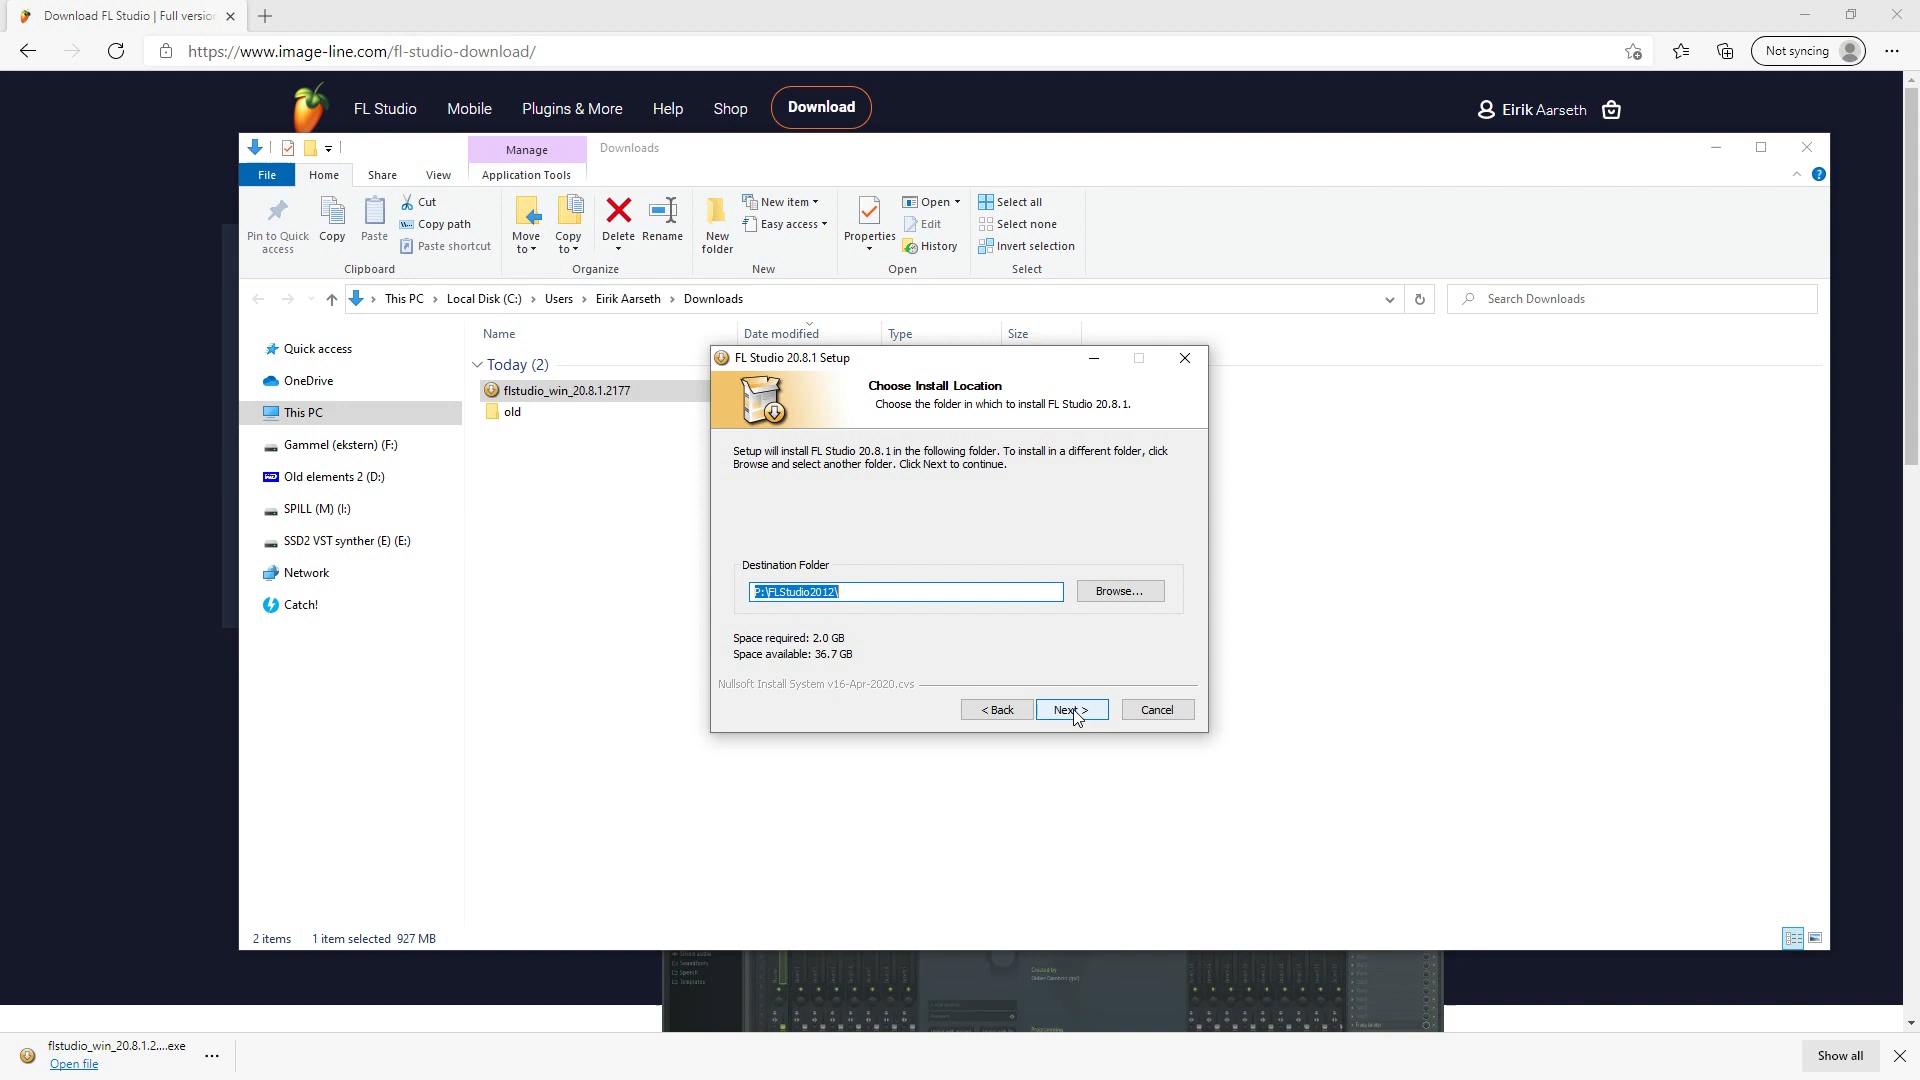 Download FL Studio | Full version
https://www.image-line.com/fl-studio-download/
Not syncing
FL Studio
Mobile
Plugins & More
Help
Shop
Download
Eirik Aarseth
Manage
Downloads
File
Home
Share
View
Application Tools
Pin to Quick access
Copy
Paste
Cut
Copy path
Paste shortcut
Move to
Copy to
Delete
Rename
New folder
New item
Easy access
Properties
Open
Edit
History
Select all
Select none
Invert selection
Clipboard
Organize
New
Open
Select
This PC > Local Disk (C:) > Users > Eirik Aarseth > Downloads
Search Downloads
Name
Date modified
Type
Size
Quick access
OneDrive
This PC
Gammel (ekstern) (F:)
Old elements 2 (D:)
SPILL (M) (I:)
SSD2 VST synther (E) (E:)
Network
Catch!
Today (2)
flstudio_win_20.8.1.2177
old
FL Studio 20.8.1 Setup
Choose Install Location
Choose the folder in which to install FL Studio 20.8.1.
Setup will install FL Studio 20.8.1 in the following folder. To install in a different folder, click
Browse and select another folder. Click Next to continue.
Destination Folder
P:\FLStudio2012\
Browse...
Space required: 2.0 GB
Space available: 36.7 GB
Nullsoft Install System v16-Apr-2020.cvs
< Back
Next >
Cancel
2 items
1 item selected 927 MB
Speech
Templates
Created by
flstudio_win_20.8.1.2....exe
Open file
Show all